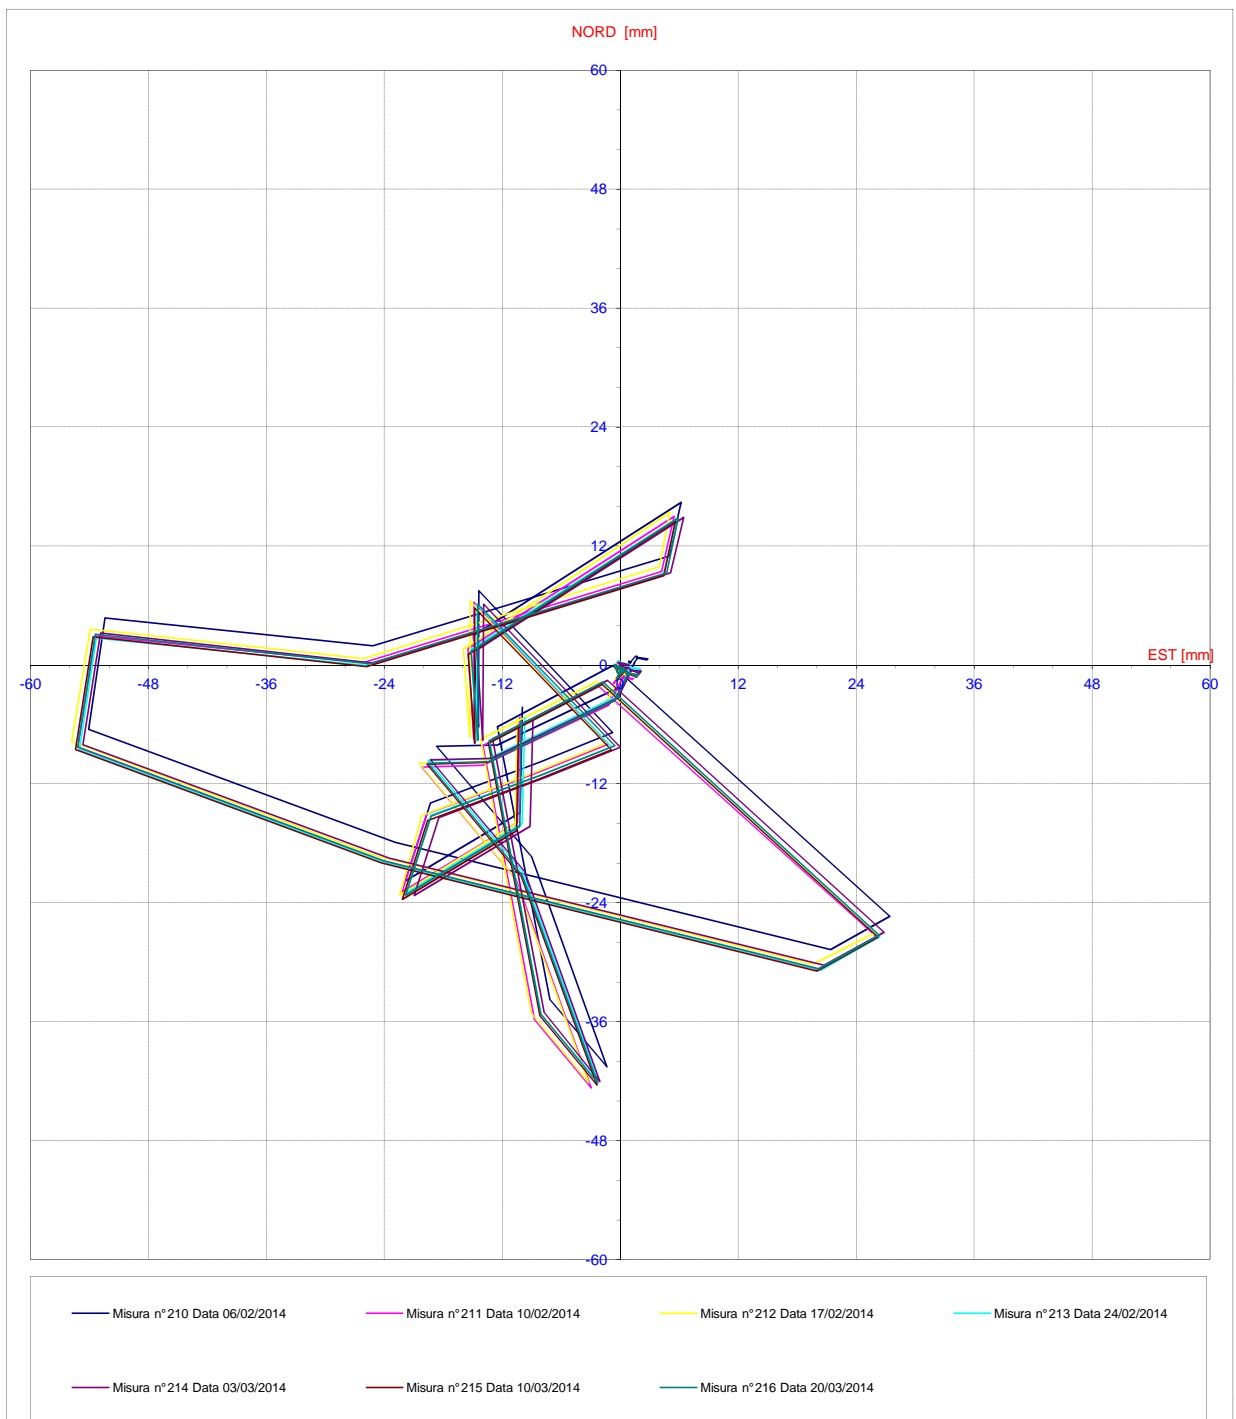 NORD [mm]
60
48
36
24
12
0
EST [mm]
-60 -48 -36 -24 -12 0 12 24 36 48 60
-12
-24
-36
-48
-60
Misura n°210 Data 06/02/2014 Misura n°211 Data 10/02/2014 Misura n°212 Data 17/02/2014 Misura n°213 Data 24/02/2014
Misura n°214 Data 03/03/2014 Misura n°215 Data 10/03/2014 Misura n°216 Data 20/03/2014